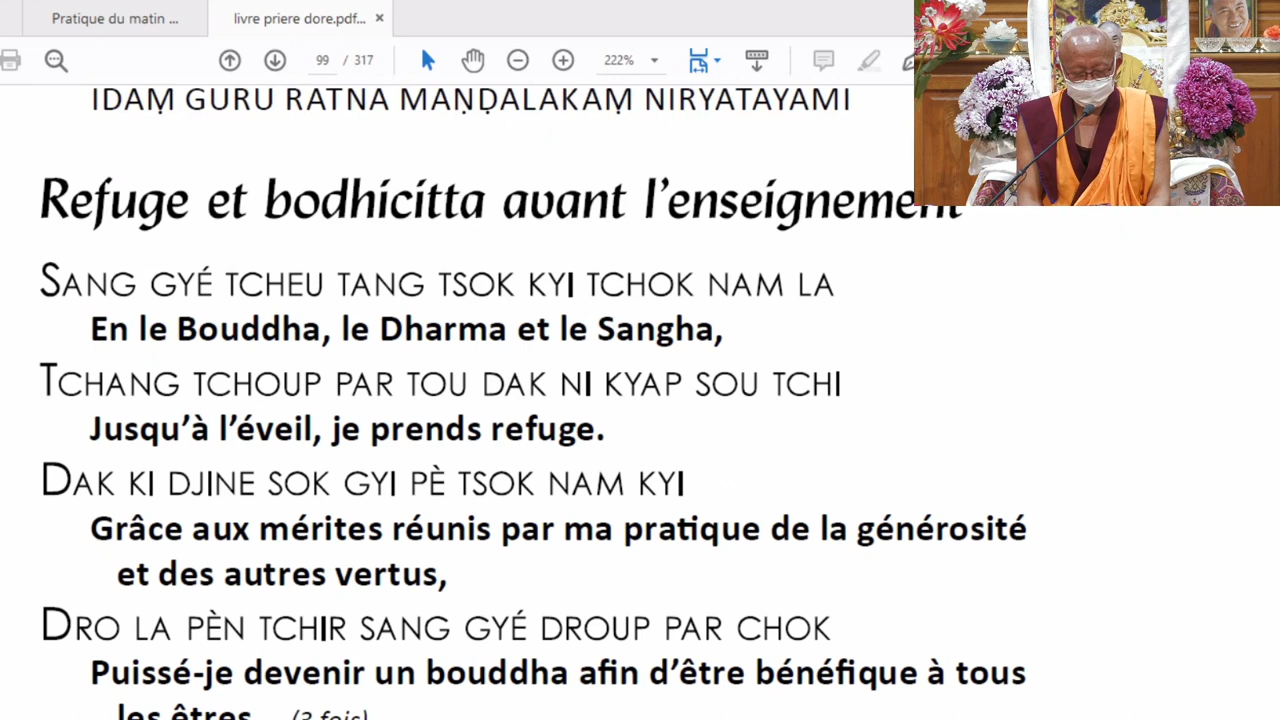 Pratique du matin ...
livre priere dore.pdf... ×
99 / 317
222%
IDAṂ GURU RATNA MAṆḌALAKAṂ NIRYATAYAMI
Refuge et bodhicitta avant l’enseignement
SANG GYÉ TCHEU TANG TSOK KYI TCHOK NAM LA
En le Bouddha, le Dharma et le Sangha,
TCHANG TCHOUP PAR TOU DAK NI KYAP SOU TCHI
Jusqu’à l’éveil, je prends refuge.
DAK KI DJINE SOK GYI PÈ TSOK NAM KYI
Grâce aux mérites réunis par ma pratique de la générosité
et des autres vertus,
DRO LA PÈN TCHIR SANG GYÉ DROUP PAR CHOK
Puissé-je devenir un bouddha afin d’être bénéfique à tous
les êtres. (3 fois)